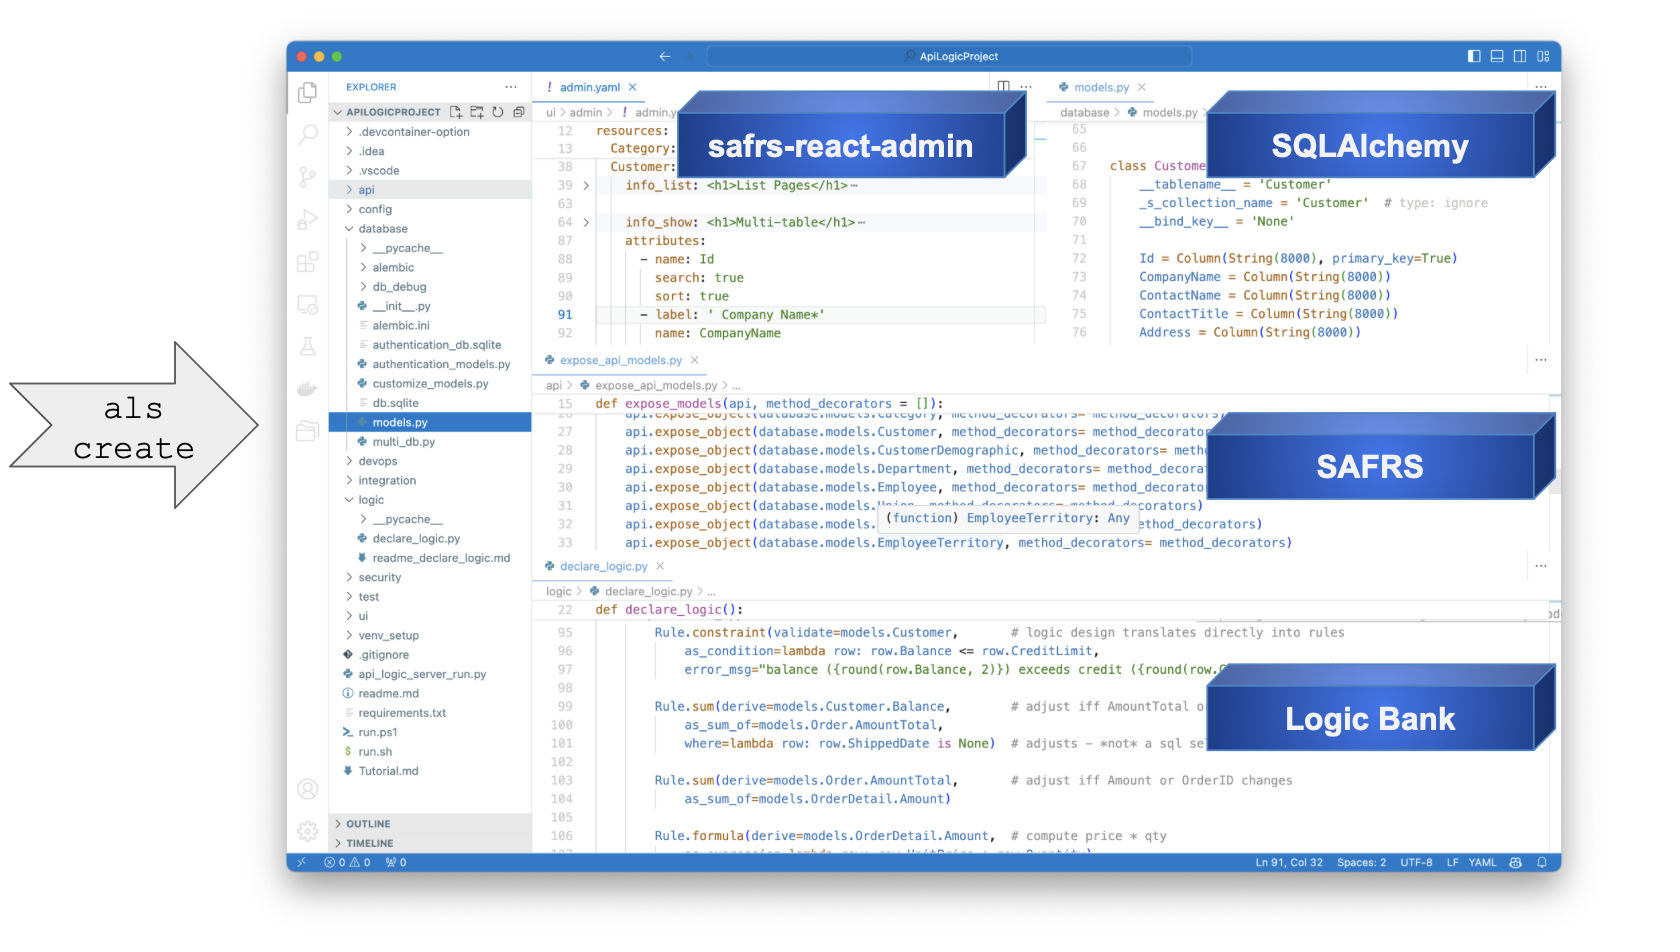 als
create
ApiLogicProject
EXPLORER
APILOGICPROJECT
.devcontainer-option
.idea
.vscode
api
config
database
__pycache__
alembic
db_debug
__init__.py
alembic.ini
authentication_db.sqlite
authentication_models.py
customize_models.py
db.sqlite
models.py
multi_db.py
devops
integration
logic
__pycache__
declare_logic.py
readme_declare_logic.md
security
test
ui
venv_setup
.gitignore
api_logic_server_run.py
readme.md
requirements.txt
run.ps1
run.sh
Tutorial.md
OUTLINE
TIMELINE
! admin.yaml
ui > admin > ! admin.y
safrs-react-admin
12 resources:
13 Category:
38 Customer:
39 info_list: <h1>List Pages</h1>…
63
64 info_show: <h1>Multi-table</h1>…
87 attributes:
88 - name: Id
89 search: true
90 sort: true
91 - label: ' Company Name*'
92 name: CompanyName
models.py
database > models.py
SQLAlchemy
65
66
67 class Custome
68 __tablename__ = 'Customer'
69 _s_collection_name = 'Customer' # type: ignore
70 __bind_key__ = 'None'
71
72 Id = Column(String(8000), primary_key=True)
73 CompanyName = Column(String(8000))
74 ContactName = Column(String(8000))
75 ContactTitle = Column(String(8000))
76 Address = Column(String(8000))
expose_api_models.py
api > expose_api_models.py > ...
15 def expose_models(api, method_decorators = []):
26 api.expose_object(database.models.Category, method_decorators= method_decorators)
27 api.expose_object(database.models.Customer, method_decorators= method_decorator
28 api.expose_object(database.models.CustomerDemographic, method_decorators= meth
29 api.expose_object(database.models.Department, method_decorators= method_decorat
30 api.expose_object(database.models.Employee, method_decorators= method_decorator
31 api.expose_object(database.models.Union, method_decorators= method_decorators)
32 api.expose_object(database.models. ethod_decorators)
(function) EmployeeTerritory: Any
33 api.expose_object(database.models.EmployeeTerritory, method_decorators= method_decorators)
SAFRS
declare_logic.py
logic > declare_logic.py > ...
22 def declare_logic():
95 Rule.constraint(validate=models.Customer, # logic design translates directly into rules
96 as_condition=lambda row: row.Balance <= row.CreditLimit,
97 error_msg="balance ({round(row.Balance, 2)}) exceeds credit ({round(row.
98
99 Rule.sum(derive=models.Customer.Balance, # adjust iff AmountTotal o
100 as_sum_of=models.Order.AmountTotal,
101 where=lambda row: row.ShippedDate is None) # adjusts - *not* a sql se
102
103 Rule.sum(derive=models.Order.AmountTotal, # adjust iff Amount or OrderID changes
104 as_sum_of=models.OrderDetail.Amount)
105
106 Rule.formula(derive=models.OrderDetail.Amount, # compute price * qty
Logic Bank
0 0 0
Ln 91, Col 32 Spaces: 2 UTF-8 LF YAML